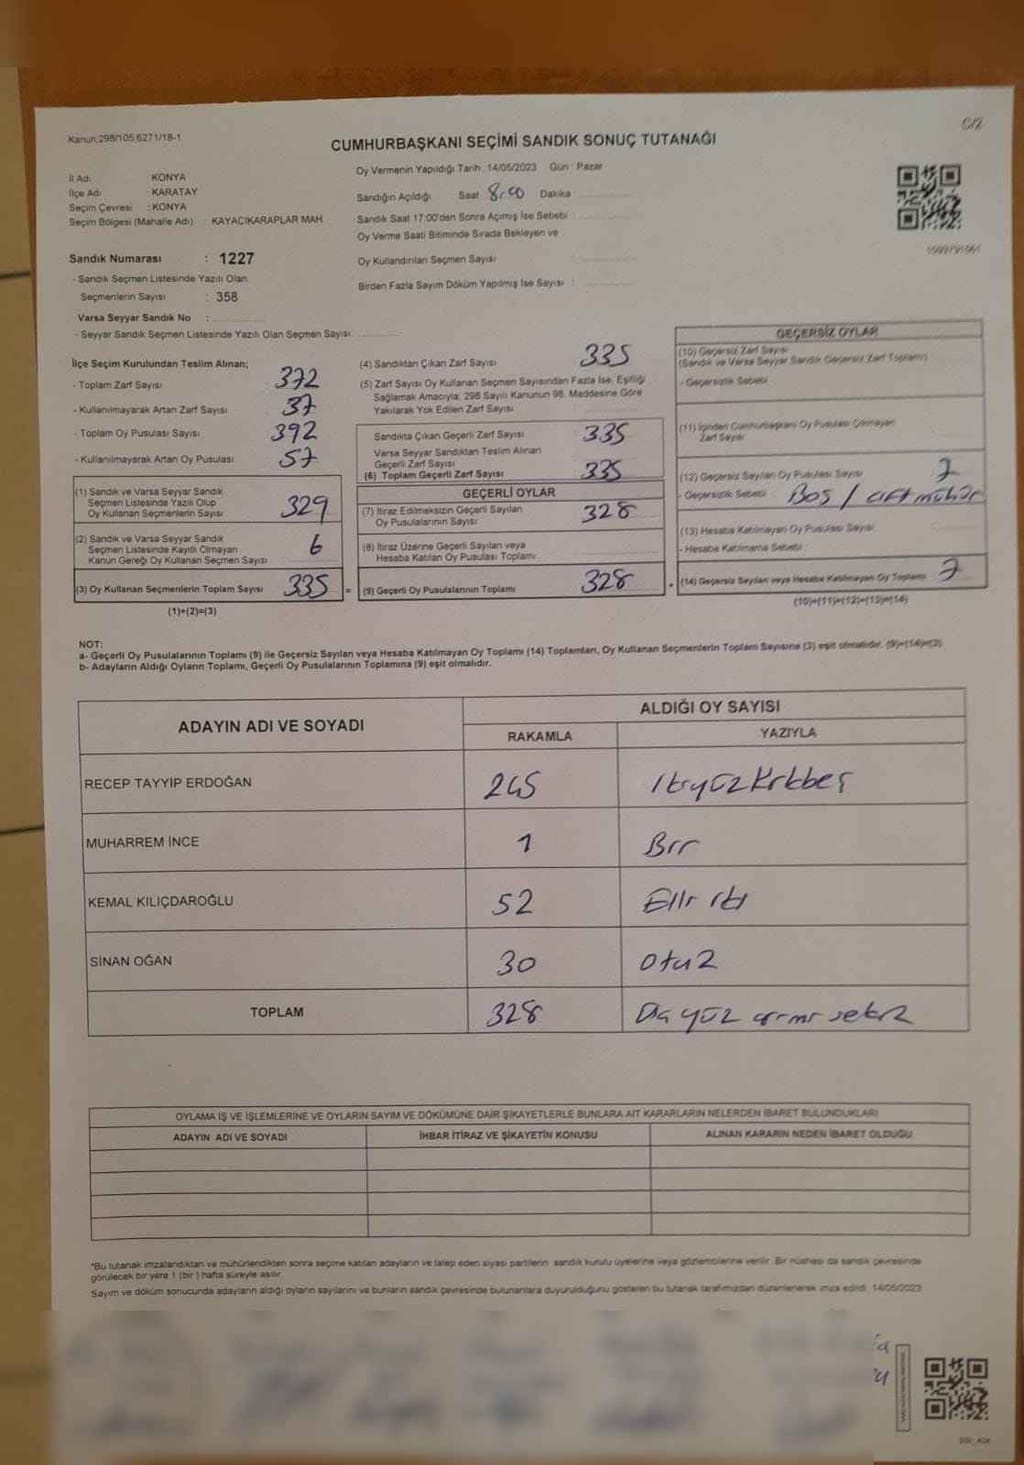 Kanun:298/105,6271/18-1
C/2
CUMHURBAŞKANI SEÇİMİ SANDIK SONUÇ TUTANAĞI
İl Adı KONYA
İlçe Adı KARATAY
Seçim Çevresi : KONYA
Seçim Bölgesi (Mahalle Adı) : KAYACIKARAPLAR MAH.
Sandık Numarası : 1227
- Sandık Seçmen Listesinde Yazılı Olan
Seçmenlerin Sayısı : 358
Varsa Seyyar Sandık No :
- Seyyar Sandık Seçmen Listesinde Yazılı Olan Seçmen Sayısı
Oy Vermenin Yapıldığı Tarih : 14/05/2023 Gün : Pazar
Sandığın Açıldığı Saat 8:00 Dakika
Sandık Saat 17:00'den Sonra Açımış İse Sebebi
Oy Verme Saati Bitiminde Sırada Bekleyen ve
Oy Kullandırılan Seçmen Sayısı
Birden Fazla Sayım Döküm Yapılmış İse Sayısı :
İlçe Seçim Kurulundan Teslim Alınan;
- Toplam Zarf Sayısı 372
- Kullanılmayarak Artan Zarf Sayısı 37
- Toplam Oy Pusulası Sayısı 392
- Kullanılmayarak Artan Oy Pusulası 57
(1) Sandık ve Varsa Seyyar Sandık
Seçmen Listesinde Yazılı Olup
Oy Kullanan Seçmenlerin Sayısı 329
(2) Sandık ve Varsa Seyyar Sandık
Seçmen Listesinde Kayıtlı Olmayan
Kanun Gereği Oy Kullanan Seçmen Sayısı 6
(3) Oy Kullanan Seçmenlerin Toplam Sayısı 335 =
(1)+(2)=(3)
(4) Sandıktan Çıkan Zarf Sayısı 335
(5) Zarf Sayısı Oy Kullanan Seçmen Sayısından Fazla İse, Eşitliği
Sağlamak Amacıyla, 298 Sayılı Kanunun 98. Maddesine Göre
Yakılarak Yok Edilen Zarf Sayısı
Sandıkta Çıkan Geçerli Zarf Sayısı 335
Varsa Seyyar Sandıktan Teslim Alınan
Geçerli Zarf Sayısı
(6) Toplam Geçerli Zarf Sayısı 335
GEÇERLİ OYLAR
(7) İtiraz Edilmeksizin Geçerli Sayılan
Oy Pusulalarının Sayısı 328
(8) İtiraz Üzerine Geçerli Sayılan veya
Hesaba Katılan Oy Pusulası Toplamı
(9) Geçerli Oy Pusulalarının Toplamı 328 +
GEÇERSİZ OYLAR
(10) Geçersiz Zarf Sayısı
(Sandık ve Varsa Seyyar Sandık Geçersiz Zarf Toplamı)
- Geçersizlik Sebebi
(11) İçinden Cumhurbaşkanı Oy Pusulası Çıkmayan
Zarf Sayısı
(12) Geçersiz Sayılan Oy Pusulası Sayısı 7
- Geçersizlik Sebebi Boş / çift mühür
(13) Hesaba Katılmayan Oy Pusulası Sayısı
- Hesaba Katılmama Sebebi :
(14) Geçersiz Sayılan veya Hesaba Katılmayan Oy Toplamı 7
(10)+(11)+(12)+(13)=(14)
NOT:
a- Geçerli Oy Pusulalarının Toplamı (9) ile Geçersiz Sayılan veya Hesaba Katılmayan Oy Toplamı (14) Toplamları, Oy Kullanan Seçmenlerin Toplam Sayısına (3) eşit olmalıdır. (9)+(14)=(3)
b- Adayların Aldığı Oyların Toplamı, Geçerli Oy Pusulalarının Toplamına (9) eşit olmalıdır.
ADAYIN ADI VE SOYADI ALDIĞI OY SAYISI
RAKAMLA YAZIYLA
RECEP TAYYİP ERDOĞAN 245 İkiyüzkırkbeş
MUHARREM İNCE 1 Bir
KEMAL KILIÇDAROĞLU 52 Elli iki
SİNAN OĞAN 30 Otuz
TOPLAM 328 Üç yüz yirmi sekiz
OYLAMA İŞ VE İŞLEMLERİNE VE OYLARIN SAYIM VE DÖKÜMÜNE DAİR ŞİKAYETLERLE BUNLARA AİT KARARLARIN NELERDEN İBARET BULUNDUKLARI
ADAYIN ADI VE SOYADI İHBAR İTİRAZ VE ŞİKAYETİN KONUSU ALINAN KARARIN NEDEN İBARET OLDUĞU
*Bu tutanak imzalandıktan ve mühürlendikten sonra seçime katılan adayların ve talep eden siyasi partilerin sandık kurulu üyelerine veya gözlemcilerine verilir. Bir nüshası da sandık çevresinde
görülecek bir yere 1 (bir) hafta süreyle asılır.
Sayım ve döküm sonucunda adayların aldığı oyların sayılarını ve bunların sandık çevresinde bulunanlara duyurulduğunu gösteren bu tutanak tarafımızdan düzenlenerek imza edildi. 14/05/2023